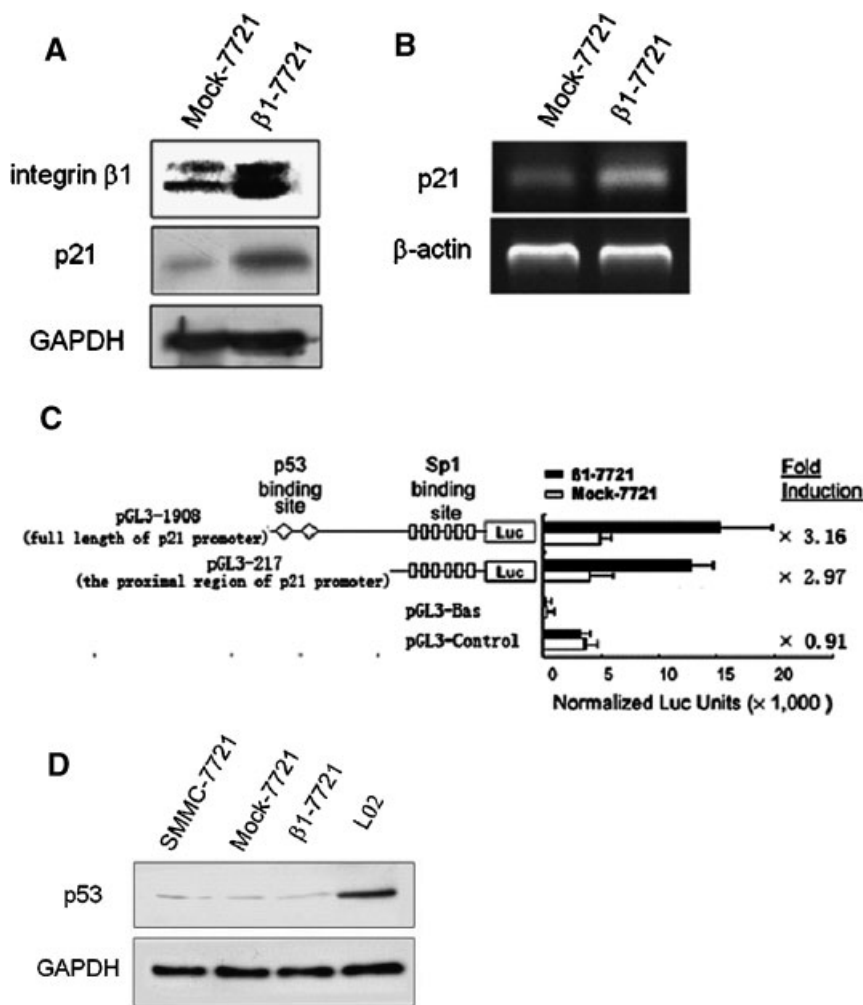 A
Mock-7721
β1-7721
integrin β1
p21
GAPDH
B
Mock-7721
β1-7721
p21
β-actin
C
p53
binding
site
Sp1
binding
site
β1-7721
Mock-7721
Fold
Induction
pGL3-1908
(full length of p21 promoter)
Luc
× 3.16
pGL3-217
(the proximal region of p21 promoter)
Luc
× 2.97
pGL3-Bas
pGL3-Control
× 0.91
0 5 10 15 20
Normalized Luc Units (× 1,000 )
D
SMMC-7721
Mock-7721
β1-7721
L02
p53
GAPDH